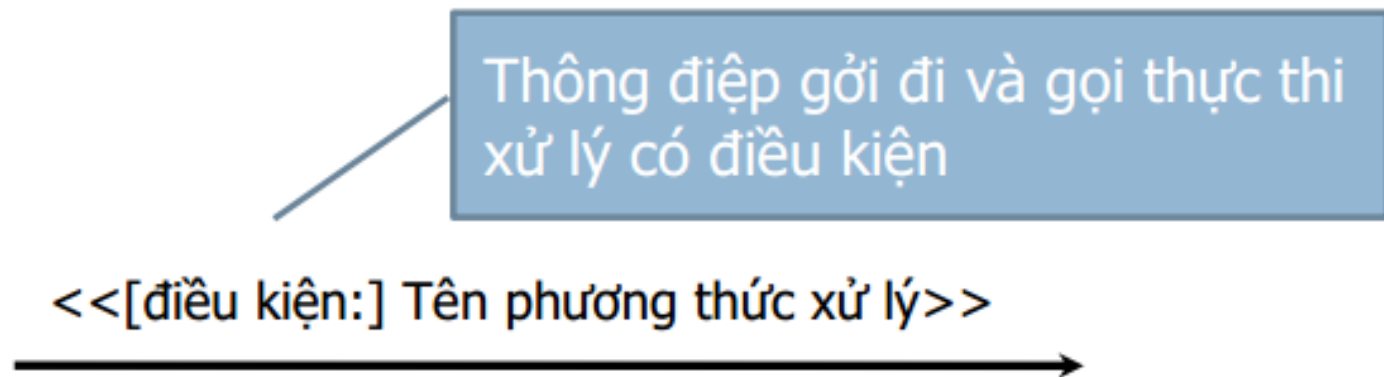 Thông điệp gởi đi và gọi thực thi
xử lý có điều kiện
<<[điều kiện:] Tên phương thức xử lý>>